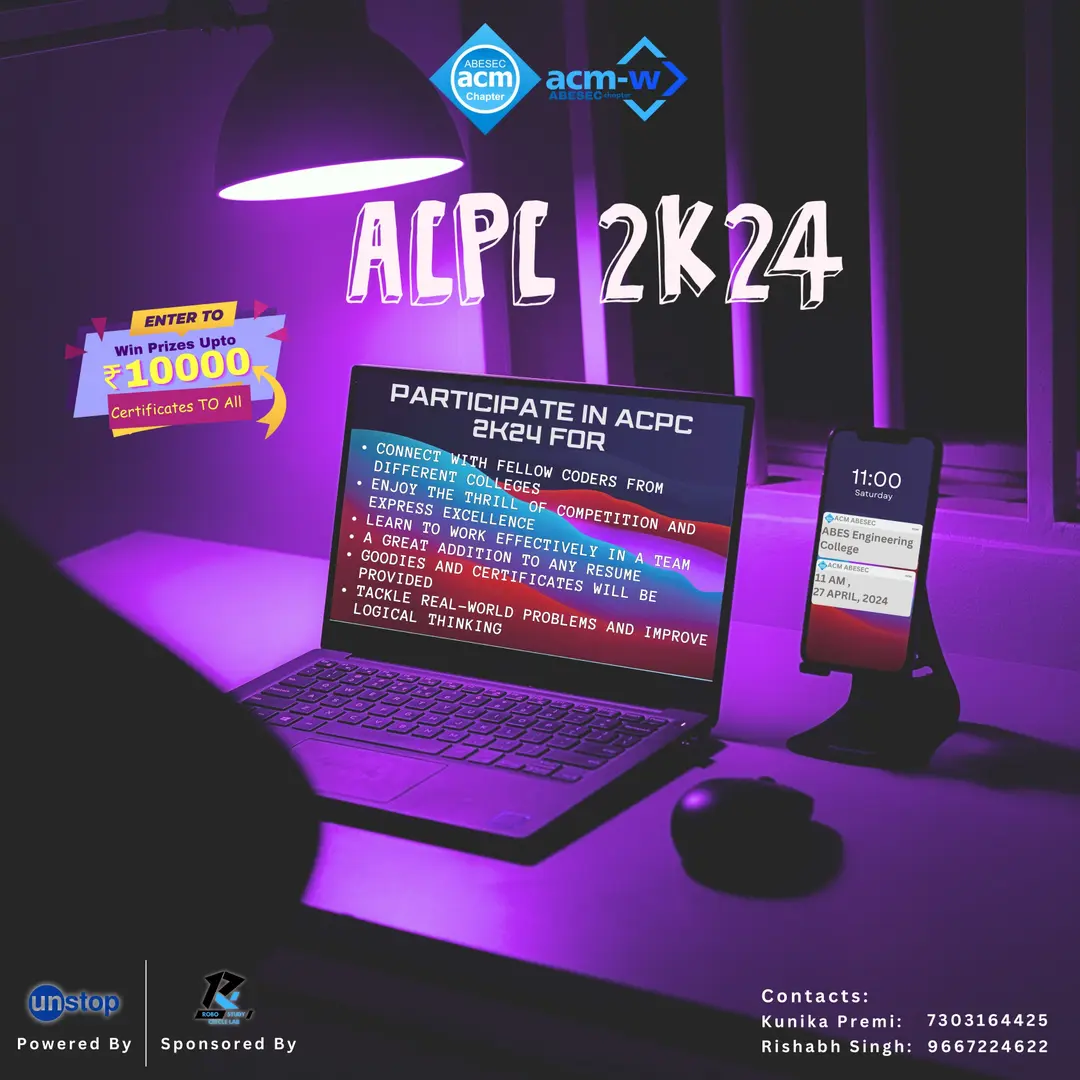 ABESEC
acm
Chapter
acm-w
ABESEC chapter
ACPC 2K24
ENTER TO
Win Prizes Upto
₹10000
Certificates TO All
PARTICIPATE IN ACPC
2K24 FOR
• CONNECT WITH FELLOW CODERS FROM
DIFFERENT COLLEGES
• ENJOY THE THRILL OF COMPETITION AND
EXPRESS EXCELLENCE
• LEARN TO WORK EFFECTIVELY IN A TEAM
• A GREAT ADDITION TO ANY RESUME
• GOODIES AND CERTIFICATES WILL BE
PROVIDED
• TACKLE REAL-WORLD PROBLEMS AND IMPROVE
LOGICAL THINKING
11:00
Saturday
ACM ABESEC
ABES Engineering
College
ACM ABESEC
11 AM ,
27 APRIL, 2024
unstop
Powered By
ROBO STUDY
CIRCLE LAB
Sponsored By
Contacts:
Kunika Premi: 7303164425
Rishabh Singh: 9667224622